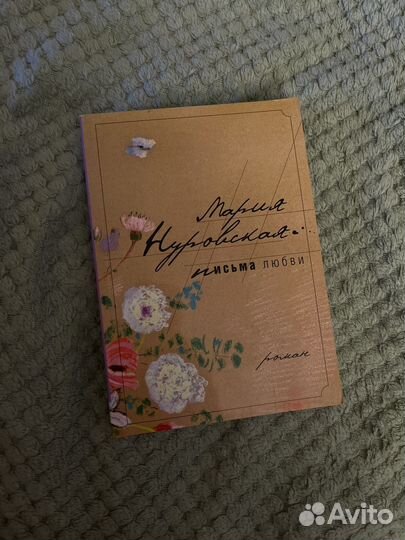 Мария
Нуровская
письма любви
роман
Avito